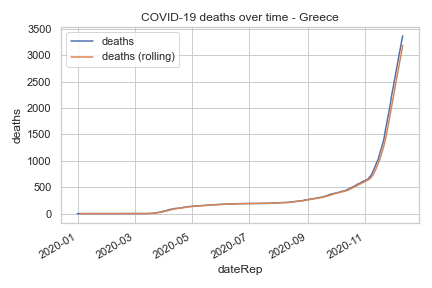 COVID-19 deaths over time - Greece
deaths
deaths (rolling)
deaths
3500
3000
2500
2000
1500
1000
500
0
2020-01
2020-03
2020-05
2020-07
2020-09
2020-11
dateRep